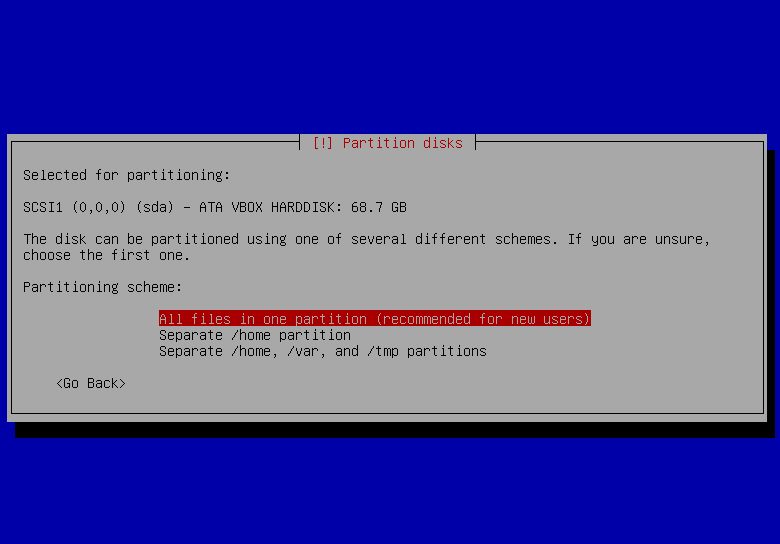 [!] Partition disks
Selected for partitioning:
SCSI1 (0,0,0) (sda) - ATA VBOX HARDDISK: 68.7 GB
The disk can be partitioned using one of several different schemes. If you are unsure,
choose the first one.
Partitioning scheme:
All files in one partition (recommended for new users)
Separate /home partition
Separate /home, /var, and /tmp partitions
<Go Back>